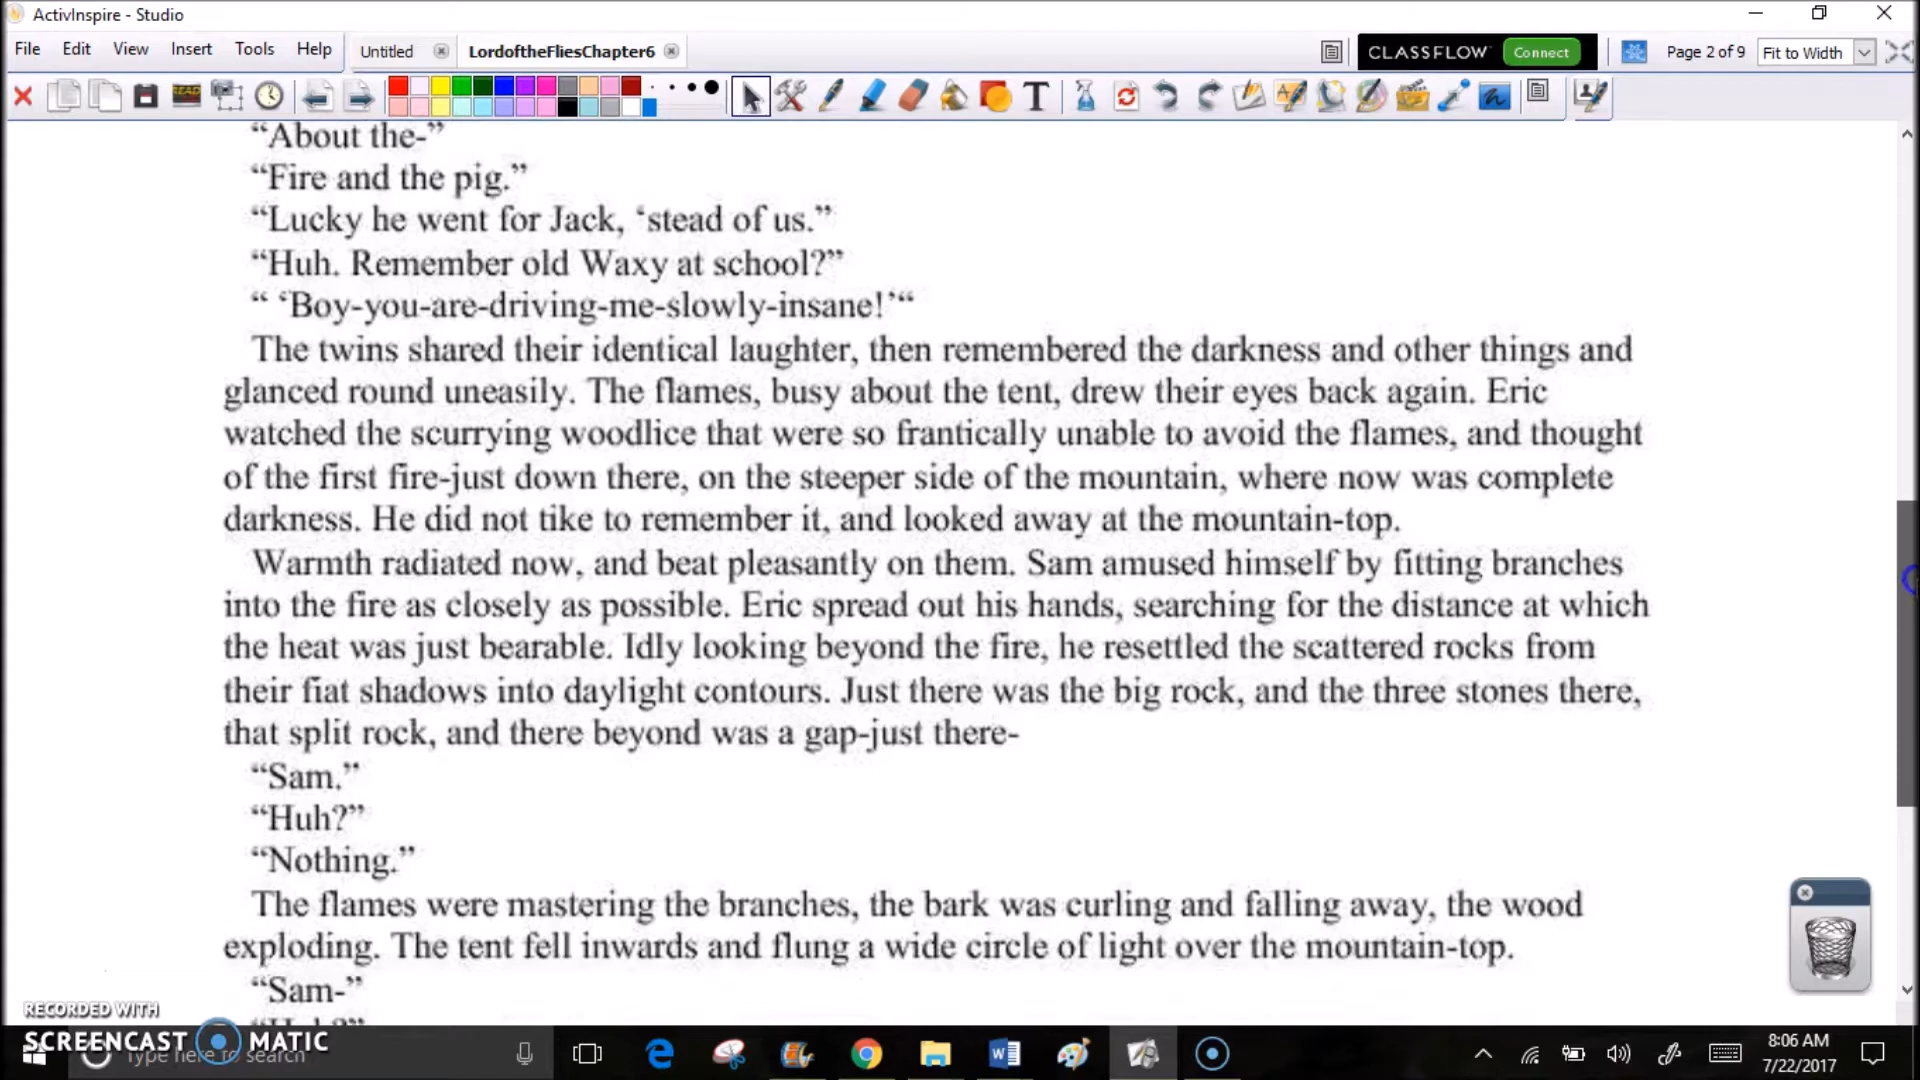 ActivInspire - Studio
File Edit View Insert Tools Help
Untitled
LordoftheFliesChapter6
CLASSFLOW
Connect
Page 2 of 9
Fit to Width
“About the-”
“Fire and the pig.”
“Lucky he went for Jack, ‘stead of us.”
“Huh. Remember old Waxy at school?”
“ ‘Boy-you-are-driving-me-slowly-insane!’“
The twins shared their identical laughter, then remembered the darkness and other things and
glanced round uneasily. The flames, busy about the tent, drew their eyes back again. Eric
watched the scurrying woodlice that were so frantically unable to avoid the flames, and thought
of the first fire-just down there, on the steeper side of the mountain, where now was complete
darkness. He did not tike to remember it, and looked away at the mountain-top.
Warmth radiated now, and beat pleasantly on them. Sam amused himself by fitting branches
into the fire as closely as possible. Eric spread out his hands, searching for the distance at which
the heat was just bearable. Idly looking beyond the fire, he resettled the scattered rocks from
their fiat shadows into daylight contours. Just there was the big rock, and the three stones there,
that split rock, and there beyond was a gap-just there-
“Sam.”
“Huh?”
“Nothing.”
The flames were mastering the branches, the bark was curling and falling away, the wood
exploding. The tent fell inwards and flung a wide circle of light over the mountain-top.
“Sam-”
RECORDED WITH
SCREENCAST MATIC
Type here to search
8:06 AM
7/22/2017